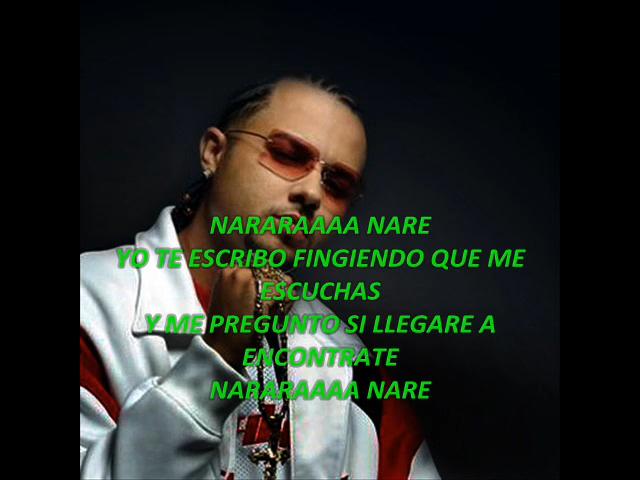 NARARAAAA NARE
YO TE ESCRIBO FINGIENDO QUE ME
ESCUCHAS
Y ME PREGUNTO SI LLEGARE A
ENCONTRATE
NARARAAAA NARE